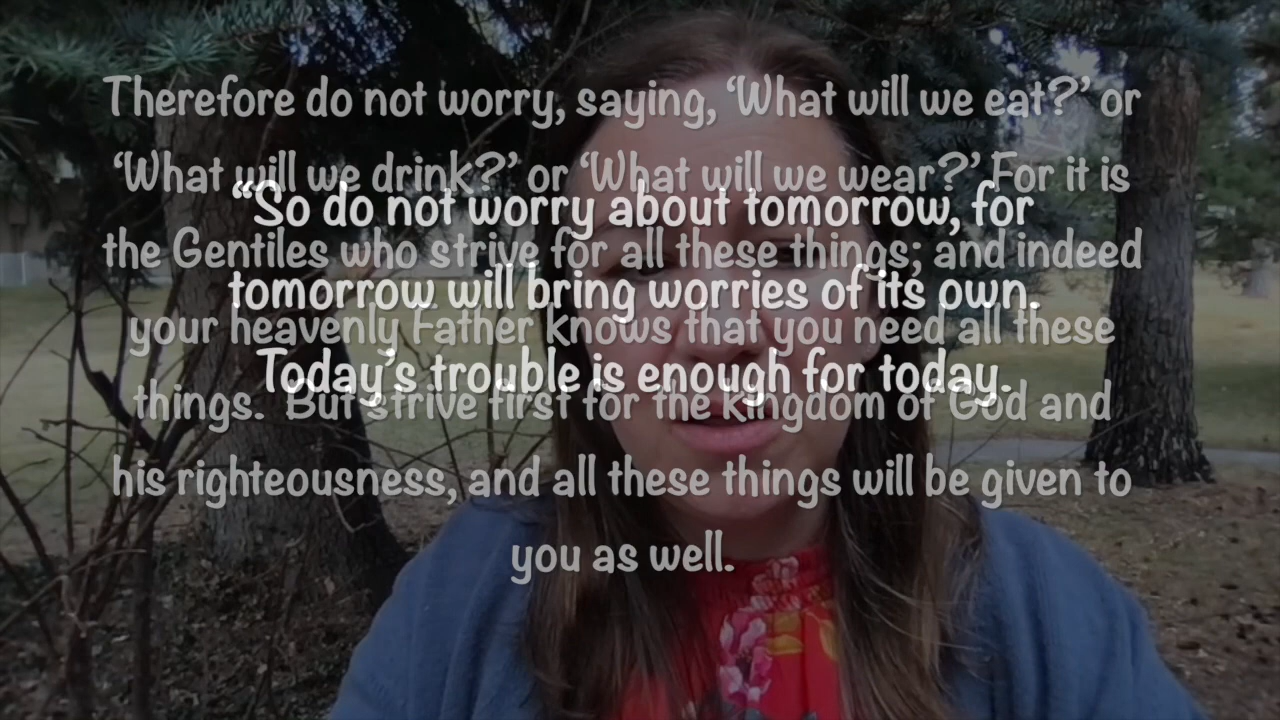 Therefore do not worry, saying, ‘What will we eat?’ or
‘What will we drink?’ or ‘What will we wear?’ For it is
the Gentiles who strive for all these things; and indeed
your heavenly Father knows that you need all these
things. But strive first for the kingdom of God and
his righteousness, and all these things will be given to
you as well.
“So do not worry about tomorrow, for
tomorrow will bring worries of its own.
Today’s trouble is enough for today.